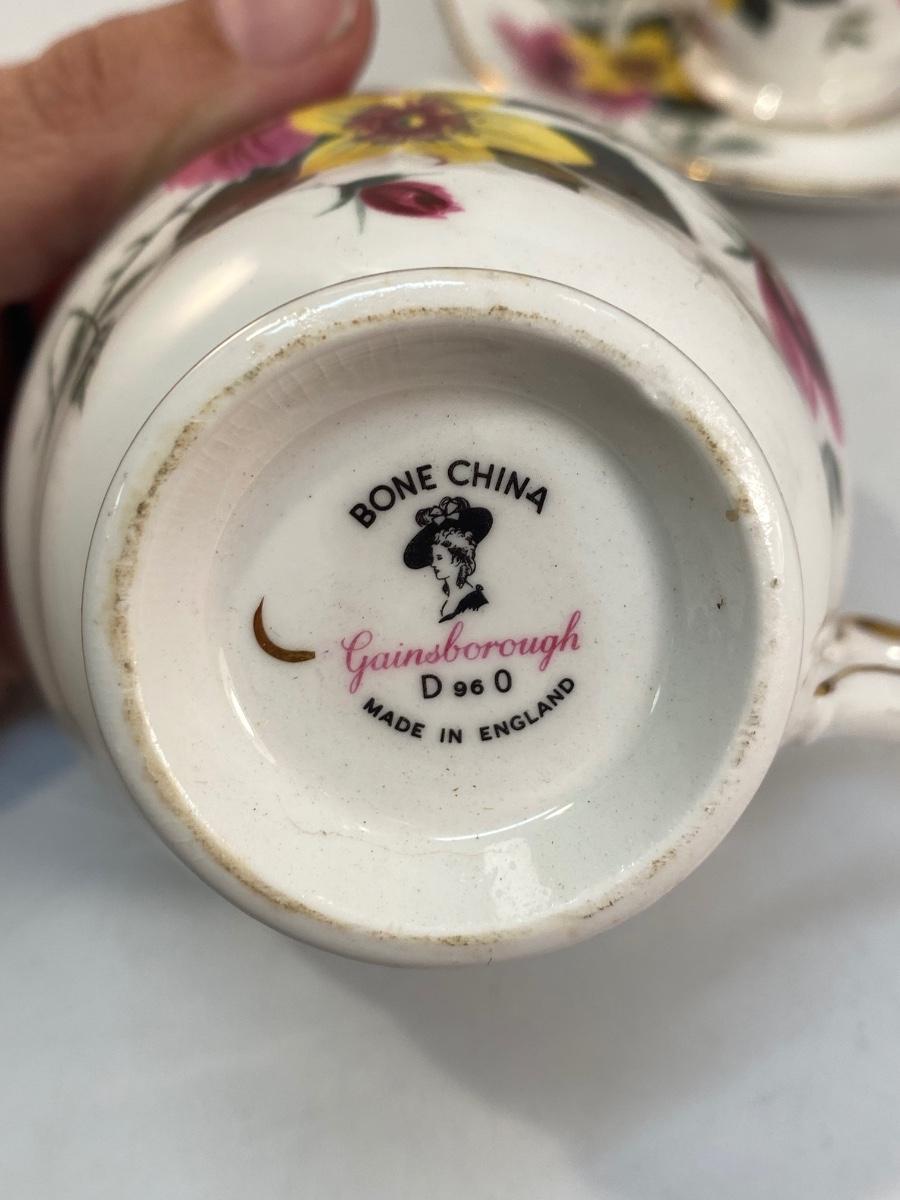 BONE CHINA
Gainsborough
D 96 0
MADE IN ENGLAND